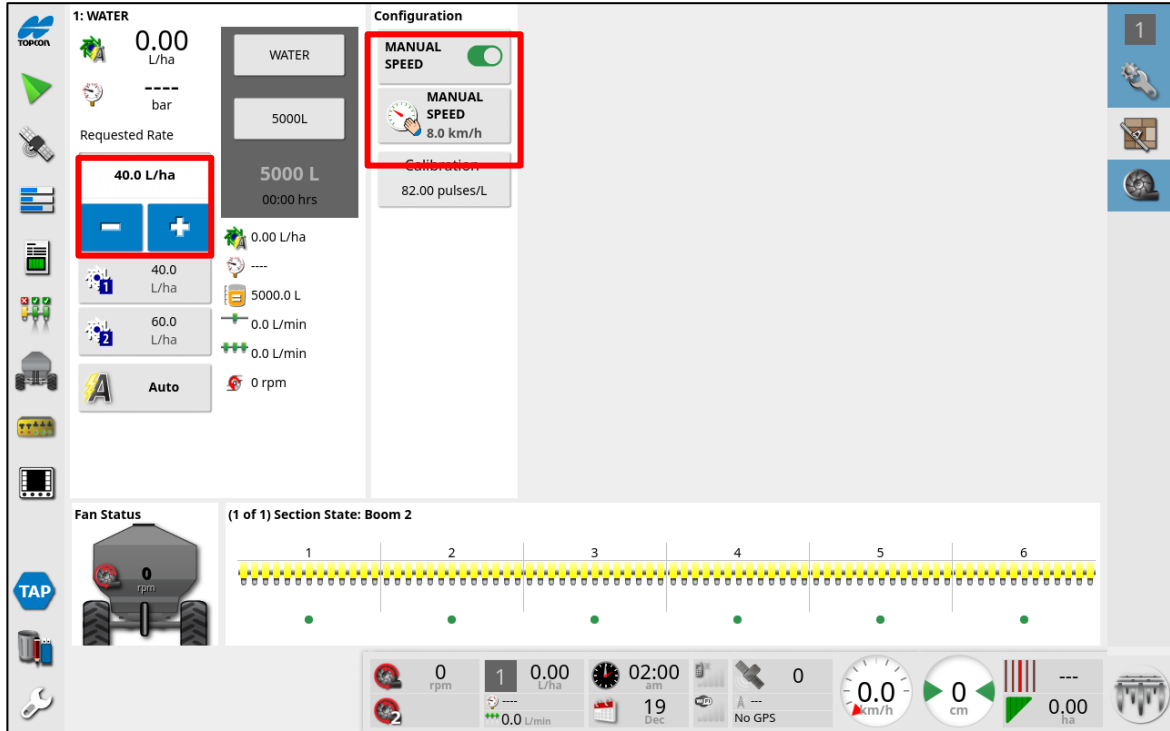 TOPCON
1: WATER
0.00
L/ha
----
bar
Requested Rate
40.0 L/ha
1
40.0
L/ha
2
60.0
L/ha
A
Auto
WATER
5000L
5000 L
00:00 hrs
0.00 L/ha
----
5000.0 L
0.0 L/min
0.0 L/min
0 rpm
Configuration
MANUAL
SPEED
MANUAL
SPEED
8.0 km/h
Calibration
82.00 pulses/L
1
Fan Status
0
rpm
(1 of 1) Section State: Boom 2
1 2 3 4 5 6
TAP
0
rpm
2
1
0.00
L/ha
----
0.0 L/min
02:00
am
19
Dec
0
---
No GPS
0.0
km/h
0
cm
---
0.00
ha